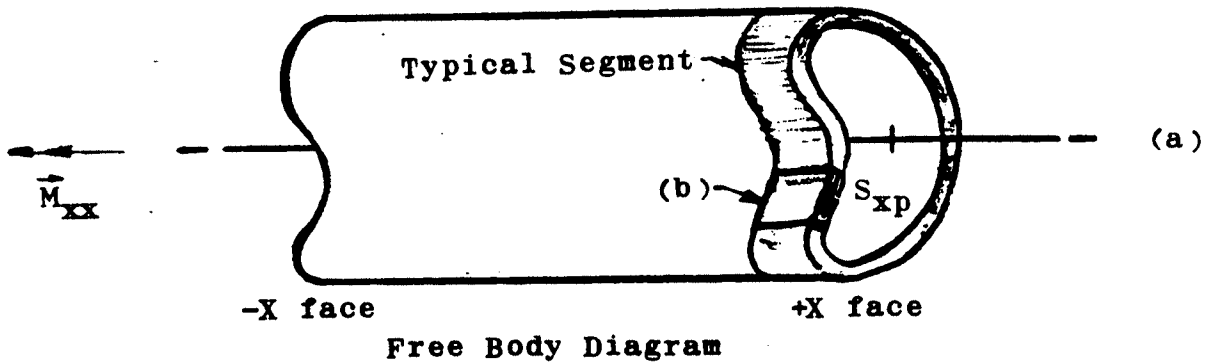 Typical Segment
(a)
(b)
S_xp
M_xx
-X face
+X face
Free Body Diagram